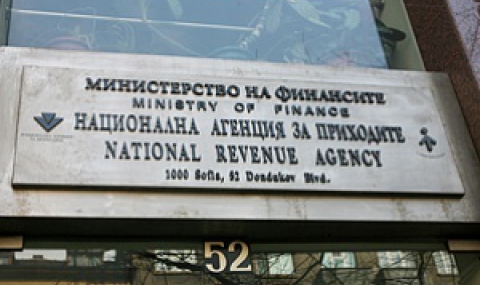 МИНИСТЕРСТВО НА ФИНАНСИТЕ
MINISTRY OF FINANCE
НАЦИОНАЛНА АГЕНЦИЯ ЗА ПРИХОДИТЕ
NATIONAL REVENUE AGENCY
1000 Sofia, 52 Dondukov Blvd.
52